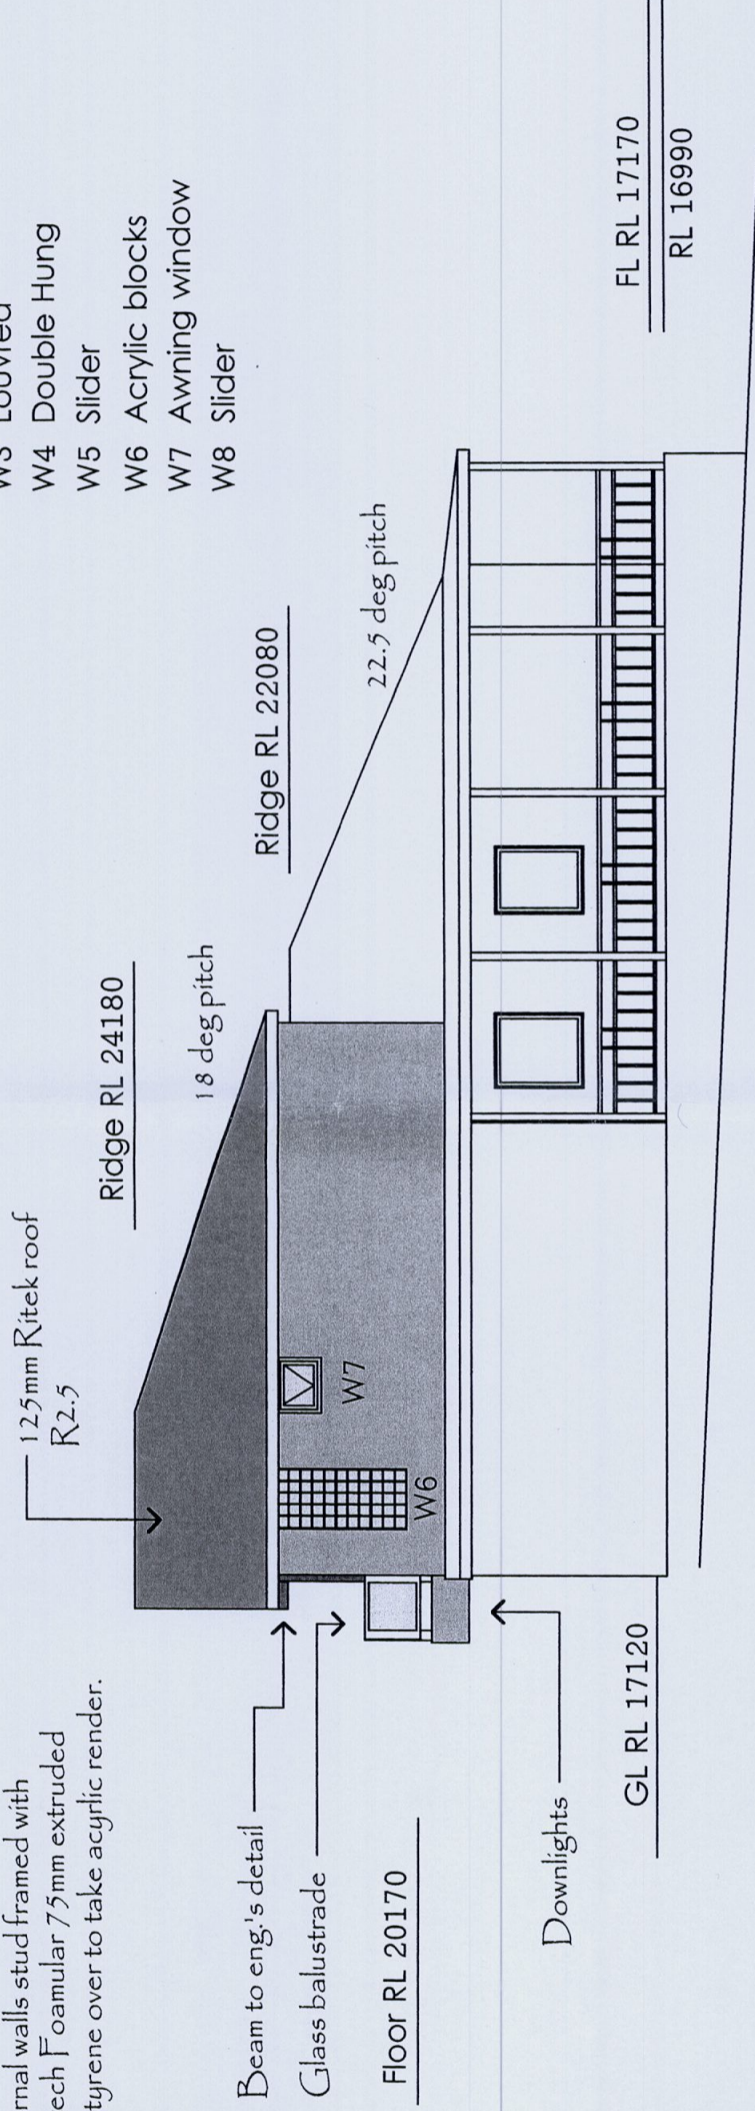 rnal walls stud framed with
ech Foamular 75mm extruded
tyrene over to take acyrlic render.
125mm Ritek roof
R2.5
W4 Double Hung
W5 Slider
W6 Acrylic blocks
W7 Awning window
W8 Slider
Ridge RL 24180
18 deg pitch
Ridge RL 22080
22.5 deg pitch
Beam to eng.'s detail
Glass balustrade
Floor RL 20170
W7
W6
Downlights
GL RL 17120
FL RL 17170
RL 16990